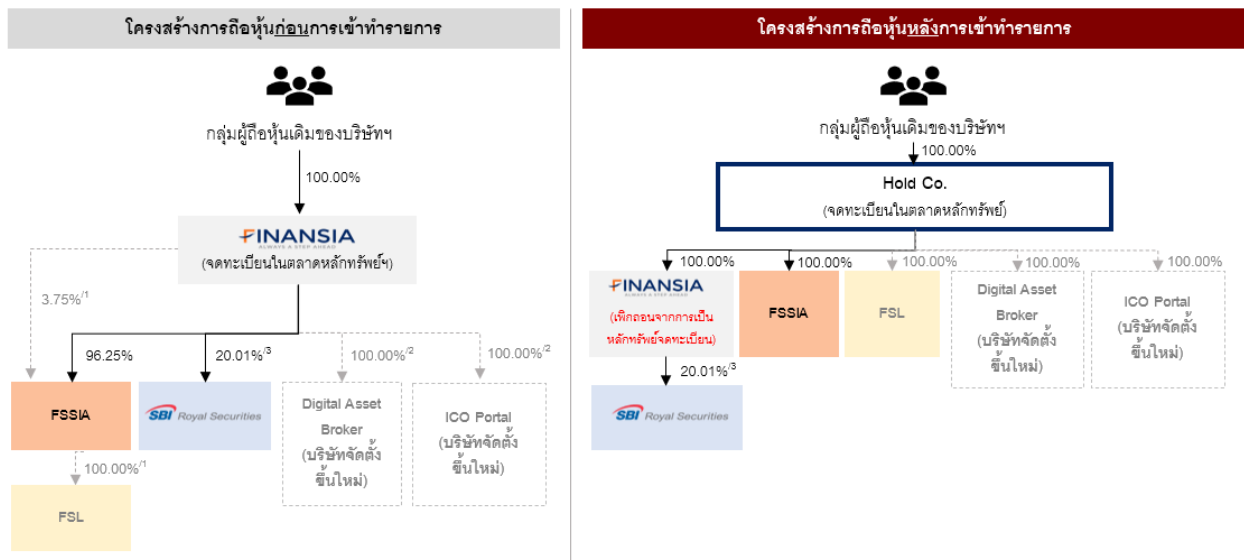 โครงสร้างการถือหุ้นก่อนการเข้าทำรายการ
กลุ่มผู้ถือหุ้นเดิมของบริษัทฯ
100.00%
FINANSIA
ALWAYS A STEP AHEAD
(จดทะเบียนในตลาดหลักทรัพย์ฯ)
3.75%/1
96.25%
20.01%/3
100.00%/2
100.00%/2
FSSIA
SBI Royal Securities
Digital Asset
Broker
(บริษัทจัดตั้ง
ขึ้นใหม่)
ICO Portal
(บริษัทจัดตั้ง
ขึ้นใหม่)
100.00%/1
FSL
โครงสร้างการถือหุ้นหลังการเข้าทำรายการ
กลุ่มผู้ถือหุ้นเดิมของบริษัทฯ
100.00%
Hold Co.
(จดทะเบียนในตลาดหลักทรัพย์)
100.00%
100.00%
100.00%
100.00%
100.00%
FINANSIA
ALWAYS A STEP AHEAD
(เพิกถอนจากการเป็น
หลักทรัพย์จดทะเบียน)
FSSIA
FSL
Digital Asset
Broker
(บริษัทจัดตั้ง
ขึ้นใหม่)
ICO Portal
(บริษัทจัดตั้ง
ขึ้นใหม่)
20.01%/3
SBI Royal Securities